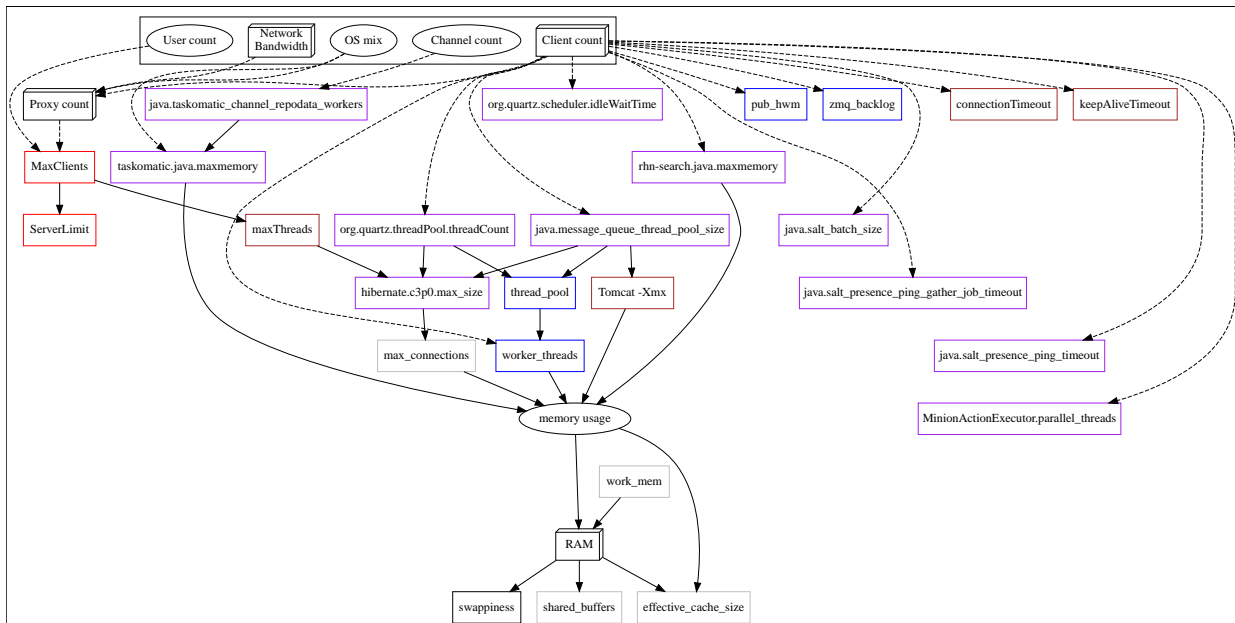 User count
Network
Bandwidth
OS mix
Channel count
Client count
Proxy count
java.taskomatic_channel_repodata_workers
org.quartz.scheduler.idleWaitTime
pub_hwm
zmq_backlog
connectionTimeout
keepAliveTimeout
MaxClients
taskomatic.java.maxmemory
rhn-search.java.maxmemory
ServerLimit
maxThreads
org.quartz.threadPool.threadCount
java.message_queue_thread_pool_size
java.salt_batch_size
hibernate.c3p0.max_size
thread_pool
Tomcat -Xmx
java.salt_presence_ping_gather_job_timeout
max_connections
worker_threads
java.salt_presence_ping_timeout
memory usage
MinionActionExecutor.parallel_threads
work_mem
RAM
swappiness
shared_buffers
effective_cache_size